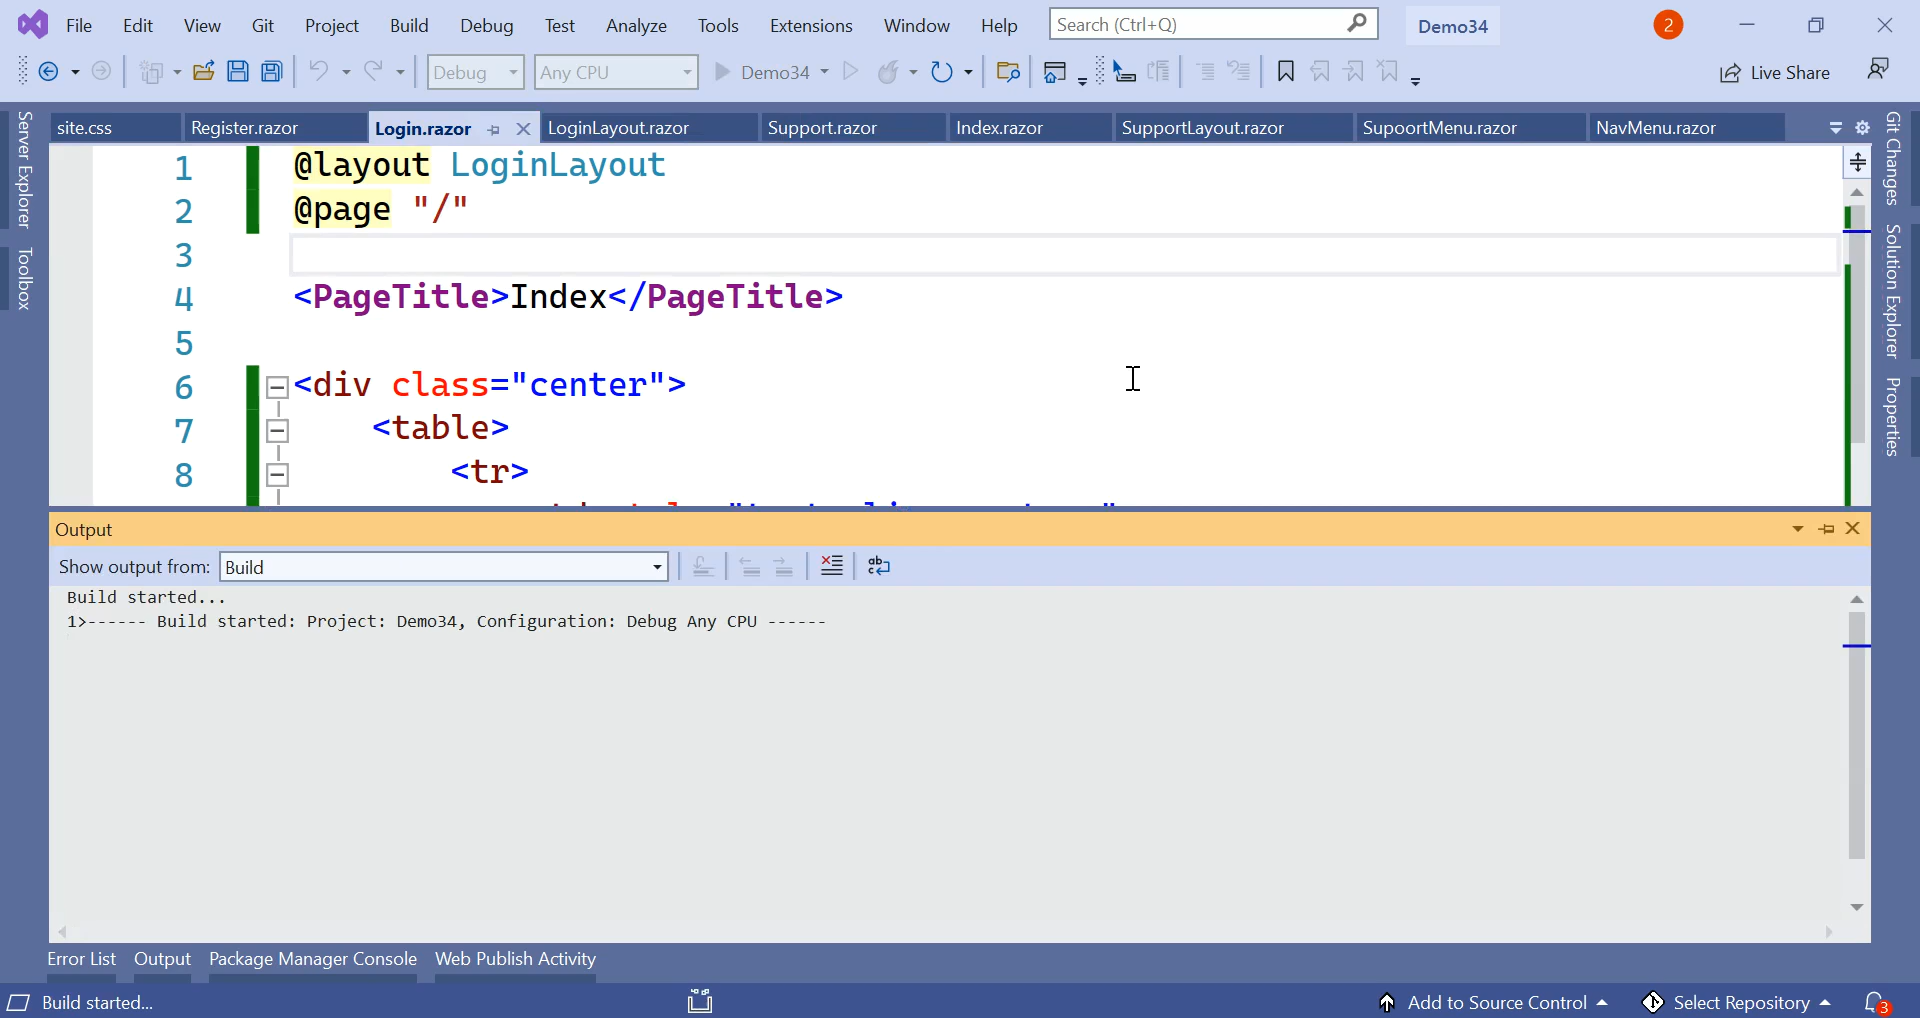 File Edit View Git Project Build Debug Test Analyze Tools Extensions Window Help Search (Ctrl+Q) Demo34 2
Debug Any CPU Demo34 Live Share
site.css Register.razor Login.razor LoginLayout.razor Support.razor Index.razor SupportLayout.razor SupoortMenu.razor NavMenu.razor
Server Explorer
Toolbox
Git Changes
Solution Explorer
Properties
1 @layout LoginLayout
2 @page "/"
3
4 <PageTitle>Index</PageTitle>
5
6 <div class="center">
7 <table>
8 <tr>
Output
Show output from: Build
Build started...
1>------ Build started: Project: Demo34, Configuration: Debug Any CPU ------
Error List Output Package Manager Console Web Publish Activity
Build started... Add to Source Control Select Repository 3